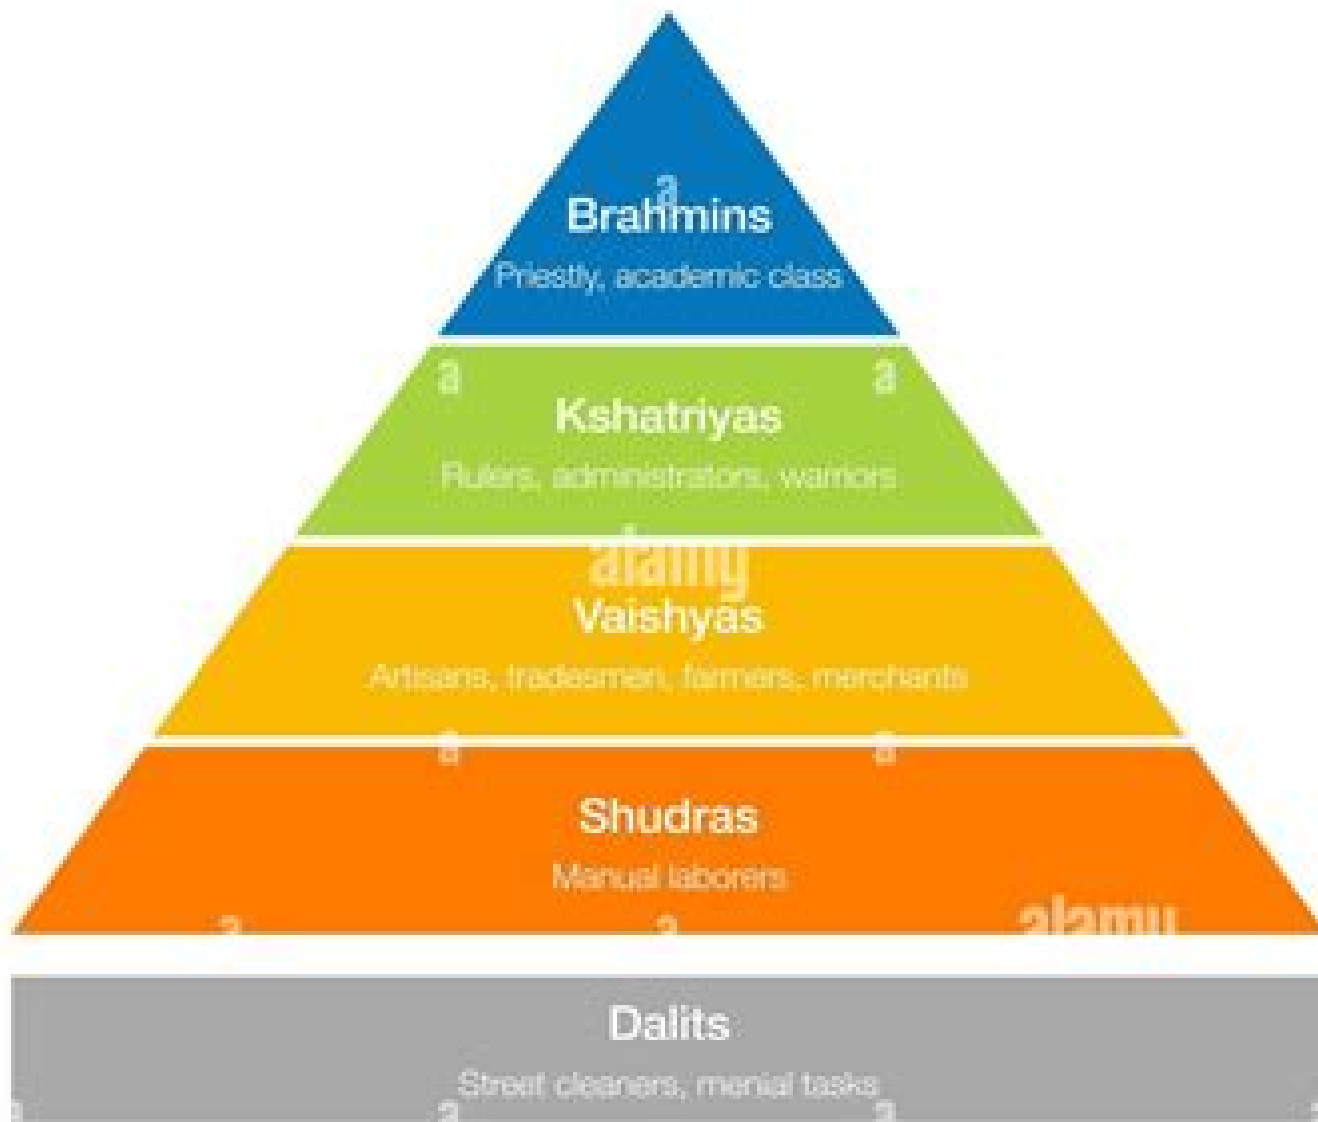 a
Brahmins
Priestly, academic class
a a
Kshatriyas
Rulers, administrators, warriors
alamy
Vaishyas
Artisans, tradesmen, farmers, merchants
a a
Shudras
Manual laborers
a a alamy
Dalits
Street cleaners, menial tasks
a a